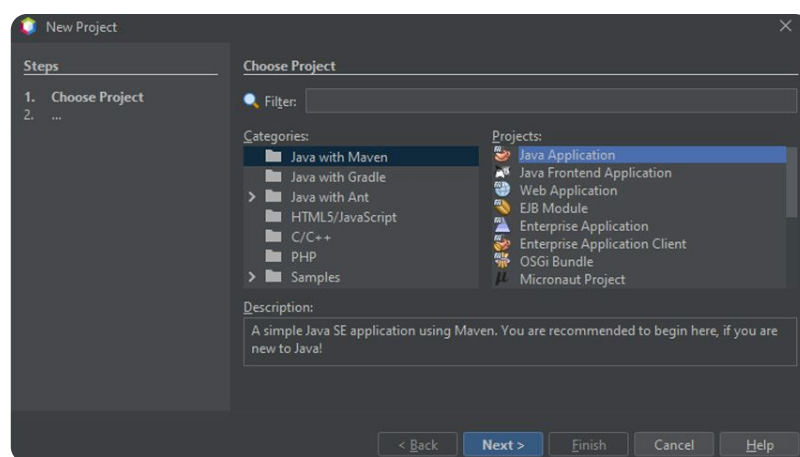 New Project
Steps
1. Choose Project
2. ...
Choose Project
Filter:
Categories:
Java with Maven
Java with Gradle
Java with Ant
HTML5/JavaScript
C/C++
PHP
Samples
Projects:
Java Application
Java Frontend Application
Web Application
EJB Module
Enterprise Application
Enterprise Application Client
OSGi Bundle
Micronaut Project
Description:
A simple Java SE application using Maven. You are recommended to begin here, if you are
new to Java!
< Back
Next >
Finish
Cancel
Help